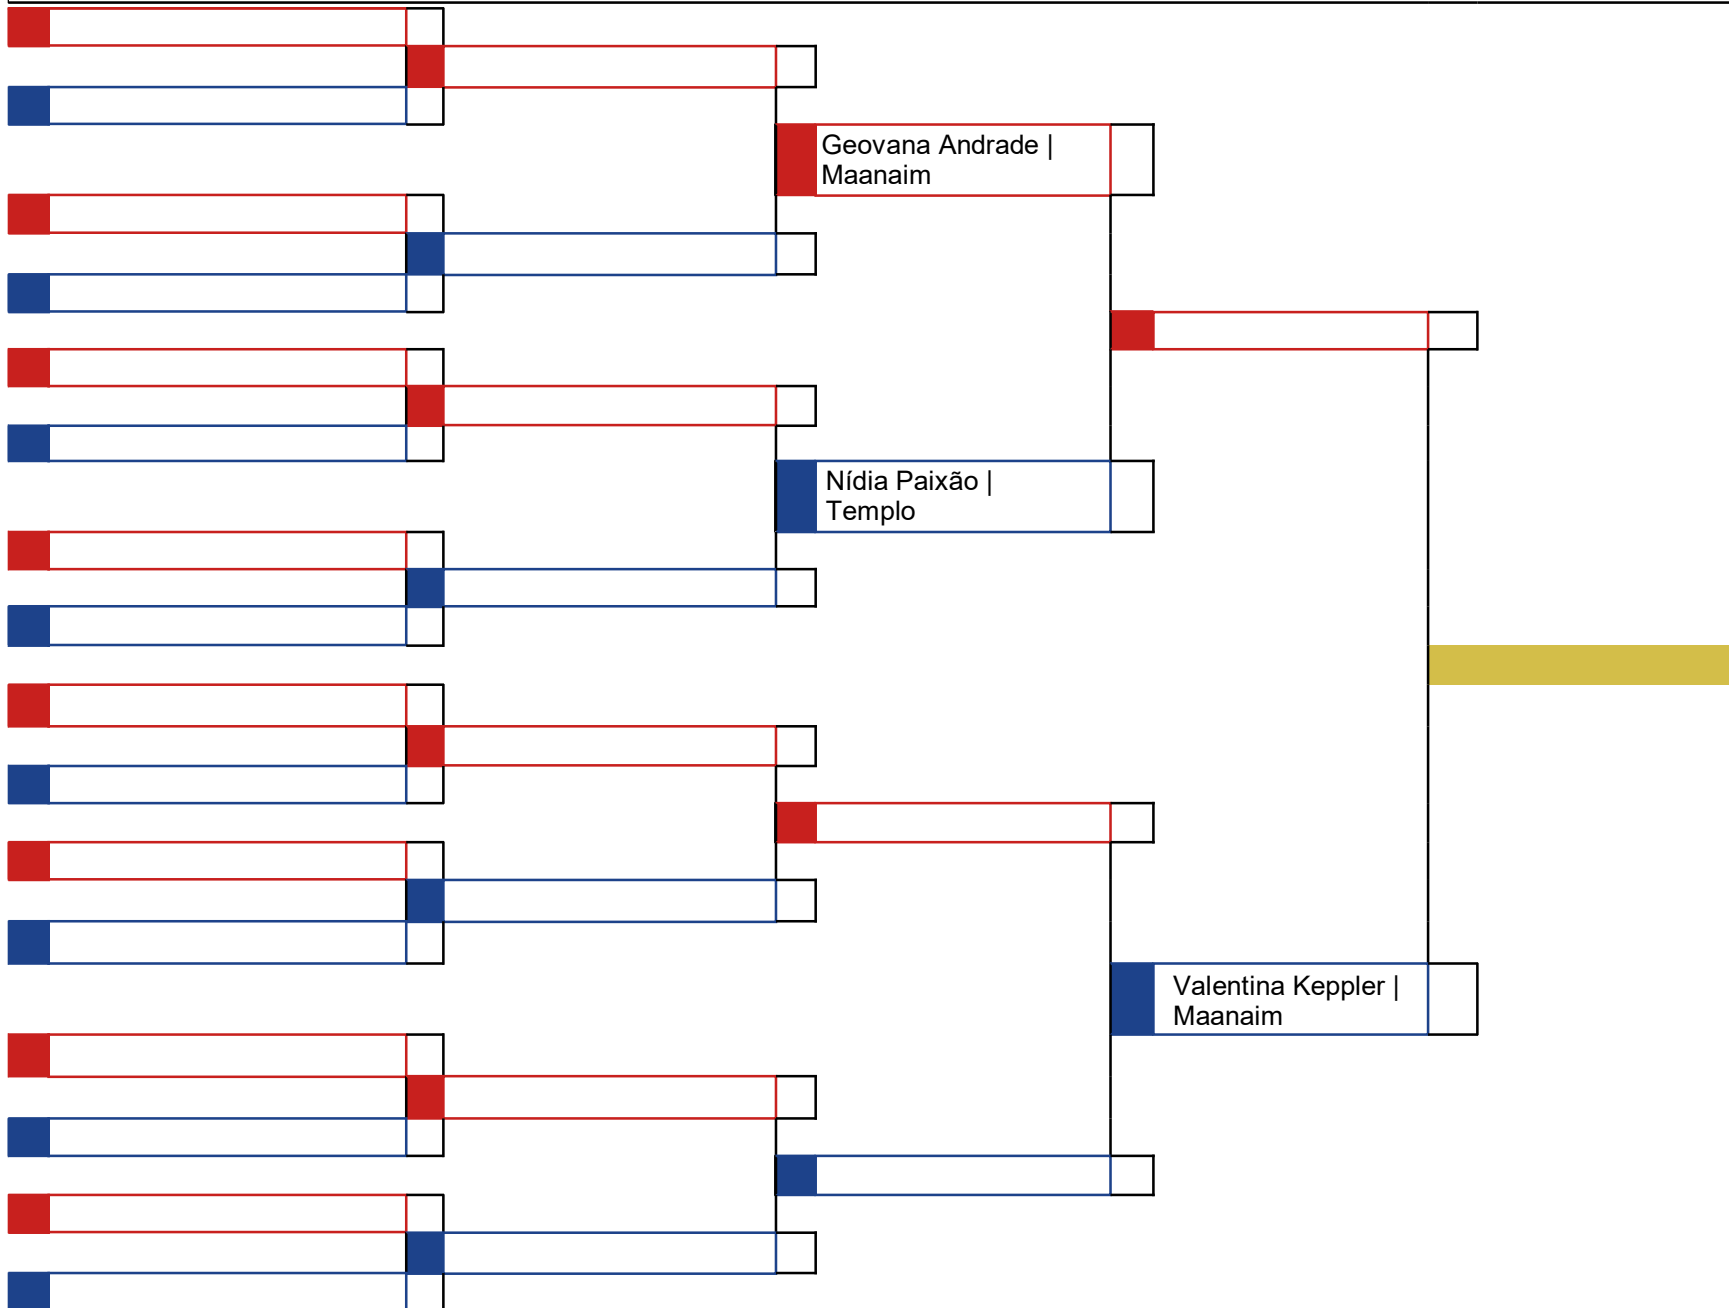 Geovana Andrade |
Maanaim
Nídia Paixão |
Templo
Valentina Keppler |
Maanaim